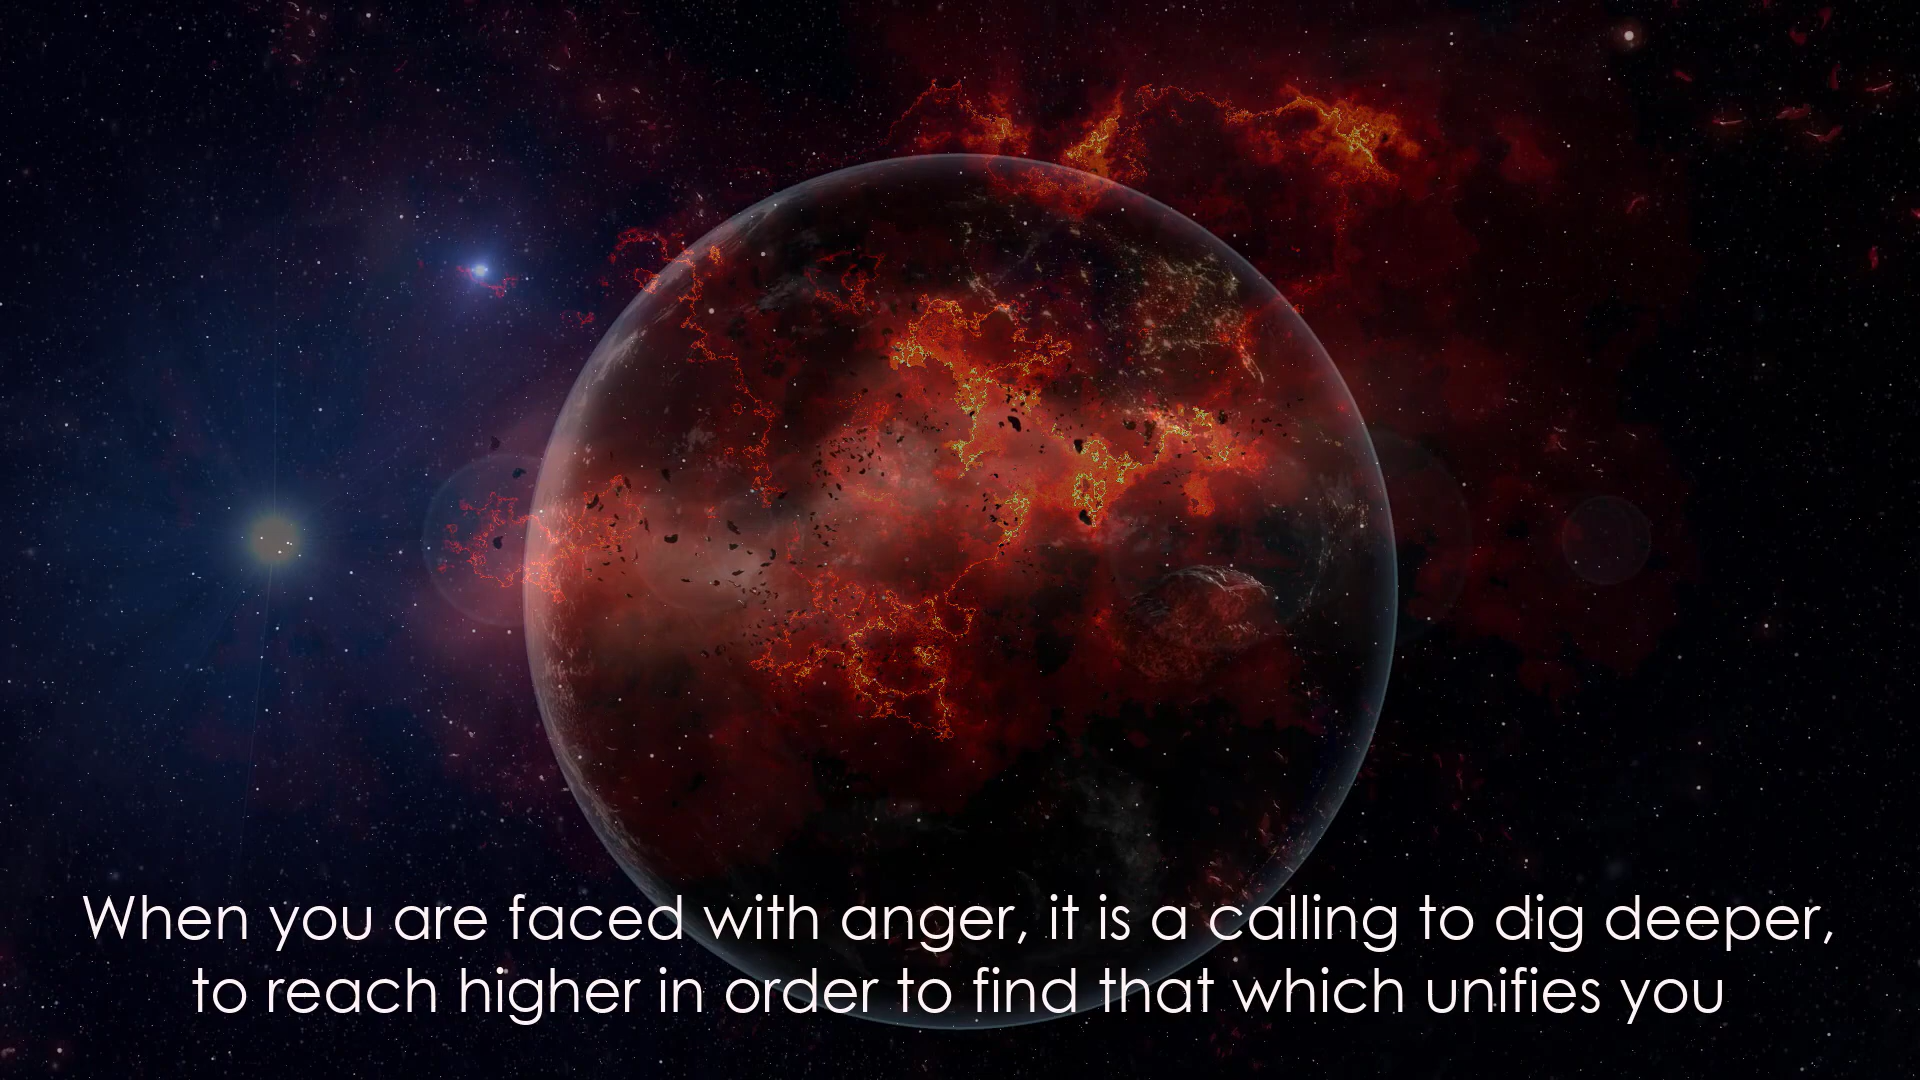 When you are faced with anger, it is a calling to dig deeper,
to reach higher in order to find that which unifies you